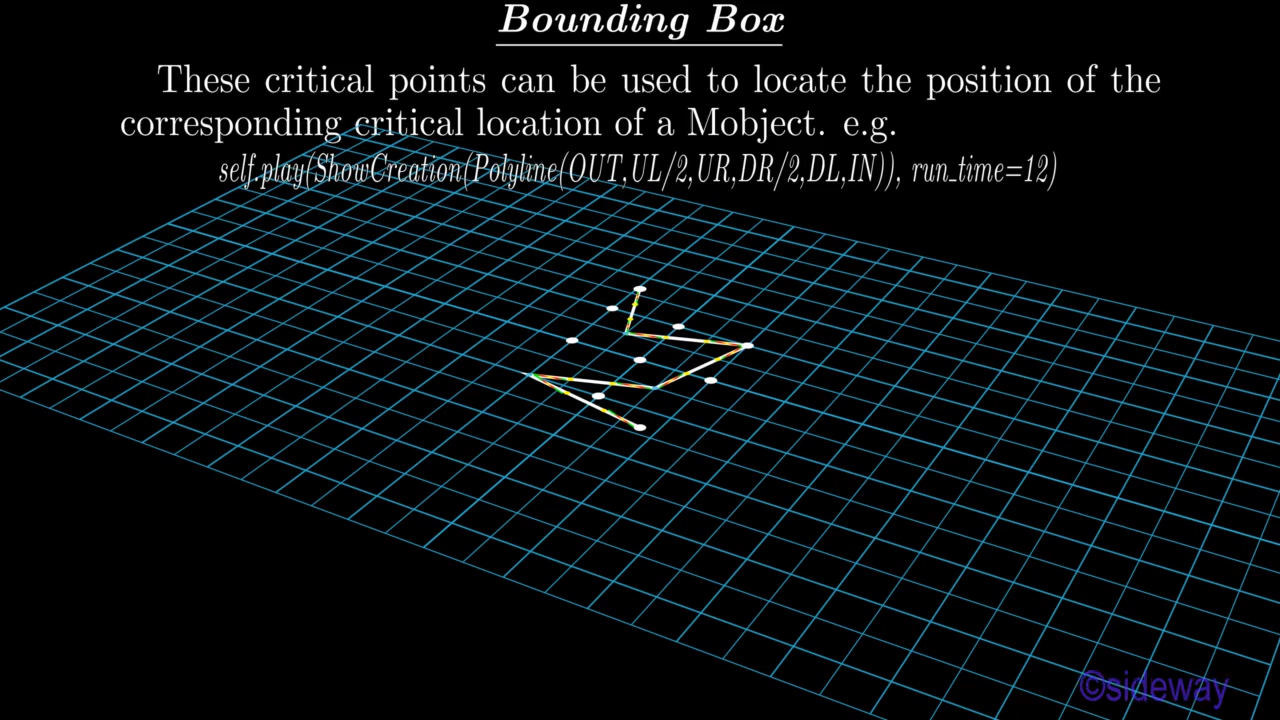 Bounding Box
These critical points can be used to locate the position of the
corresponding critical location of a Mobject. e.g.
self.play(ShowCreation(Polyline(OUT,UL/2,UR,DR/2,DL,IN)), run_time=12)
©sideway